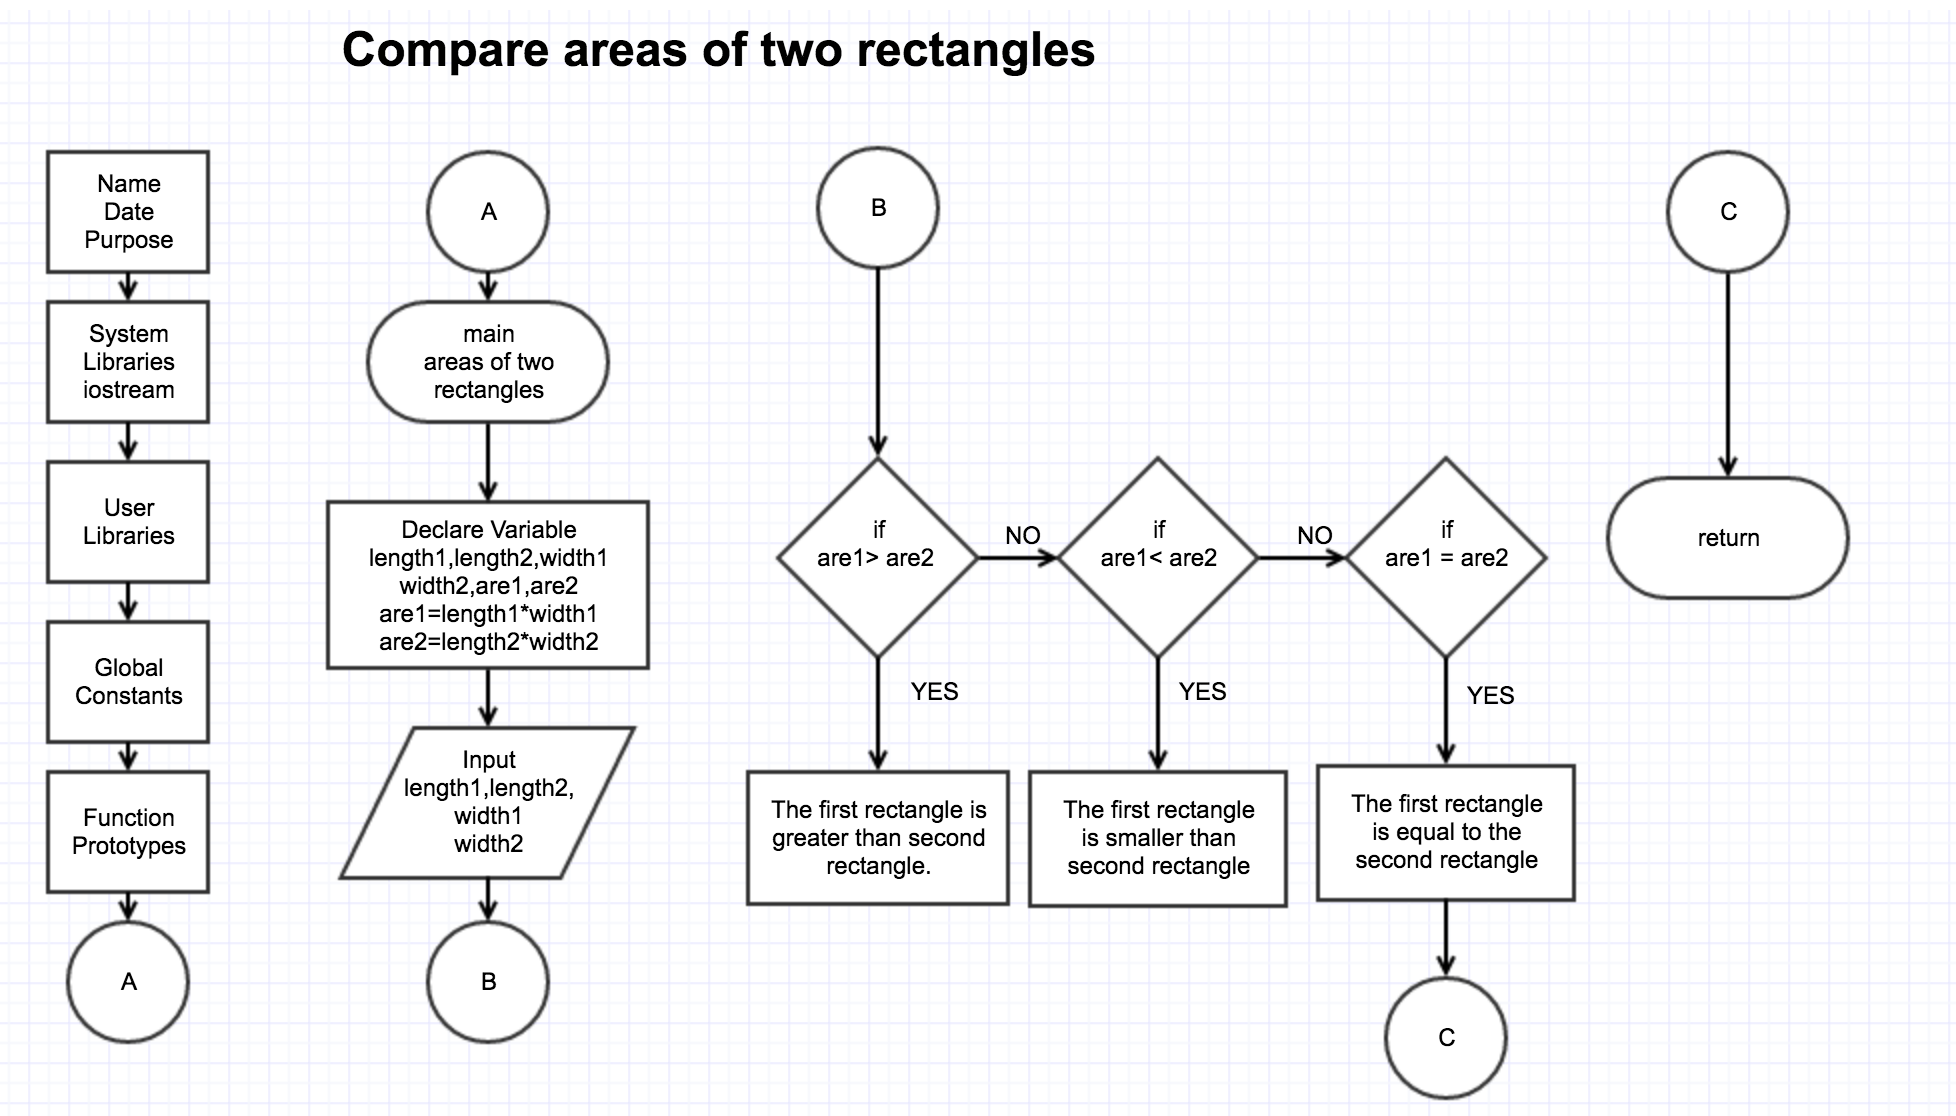 Compare areas of two rectangles
Name
Date
Purpose
System
Libraries
iostream
User
Libraries
Global
Constants
Function
Prototypes
A
A
main
areas of two
rectangles
Declare Variable
length1,length2,width1
width2,are1,are2
are1=length1*width1
are2=length2*width2
Input
length1,length2,
width1
width2
B
B
if
are1> are2
NO
YES
The first rectangle is
greater than second
rectangle.
if
are1< are2
NO
YES
The first rectangle
is smaller than
second rectangle
if
are1 = are2
YES
The first rectangle
is equal to the
second rectangle
C
C
return